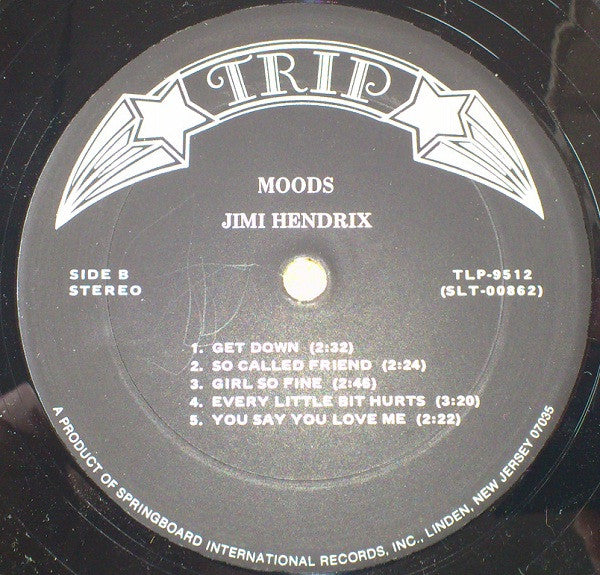 TRIP
MOODS
JIMI HENDRIX
SIDE B
STEREO
TLP-9512
(SLT-00862)
1. GET DOWN (2:32)
2. SO CALLED FRIEND (2:24)
3. GIRL SO FINE (2:46)
4. EVERY LITTLE BIT HURTS (3:20)
5. YOU SAY YOU LOVE ME (2:22)
A PRODUCT OF SPRINGBOARD INTERNATIONAL RECORDS, INC., LINDEN, NEW JERSEY 07035